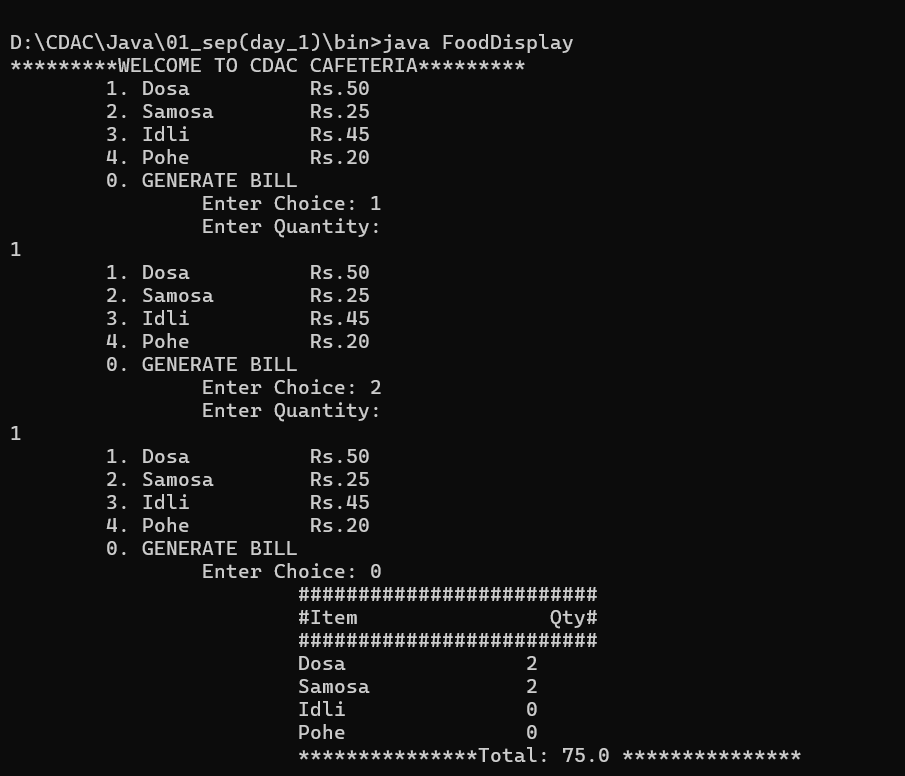 D:\CDAC\Java\01_sep(day_1)\bin>java FoodDisplay
*********WELCOME TO CDAC CAFETERIA*********
        1. Dosa          Rs.50
        2. Samosa        Rs.25
        3. Idli          Rs.45
        4. Pohe          Rs.20
        0. GENERATE BILL
                Enter Choice: 1
                Enter Quantity:
1
        1. Dosa          Rs.50
        2. Samosa        Rs.25
        3. Idli          Rs.45
        4. Pohe          Rs.20
        0. GENERATE BILL
                Enter Choice: 2
                Enter Quantity:
1
        1. Dosa          Rs.50
        2. Samosa        Rs.25
        3. Idli          Rs.45
        4. Pohe          Rs.20
        0. GENERATE BILL
                Enter Choice: 0
                        #########################
                        #Item                Qty#
                        #########################
                        Dosa               2
                        Samosa             2
                        Idli               0
                        Pohe               0
                        ***************Total: 75.0 ***************